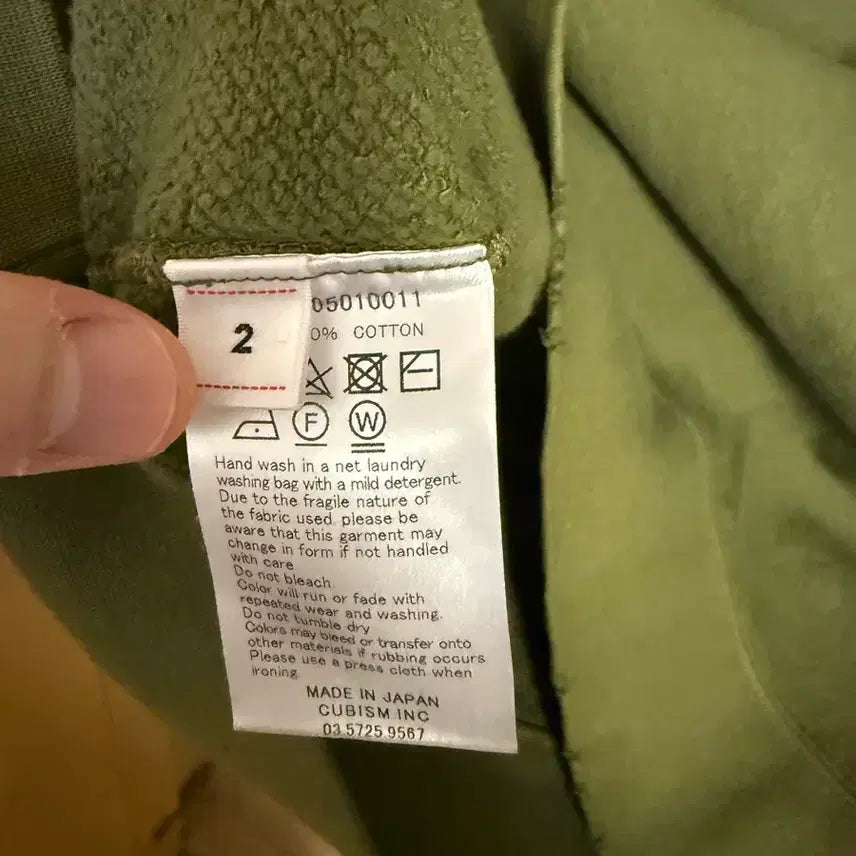 05010011
2
0% COTTON
F
W
Hand wash in a net laundry
washing bag with a mild detergent.
Due to the fragile nature of
the fabric used please be
aware that this garment may
change in form if not handled
with care
Do not bleach
Color will run or fade with
repeated wear and washing.
Do not tumble dry
Colors may bleed or transfer onto
other materials if rubbing occurs
Please use a press cloth when
ironing
MADE IN JAPAN
CUBISM INC
03 5725 9567